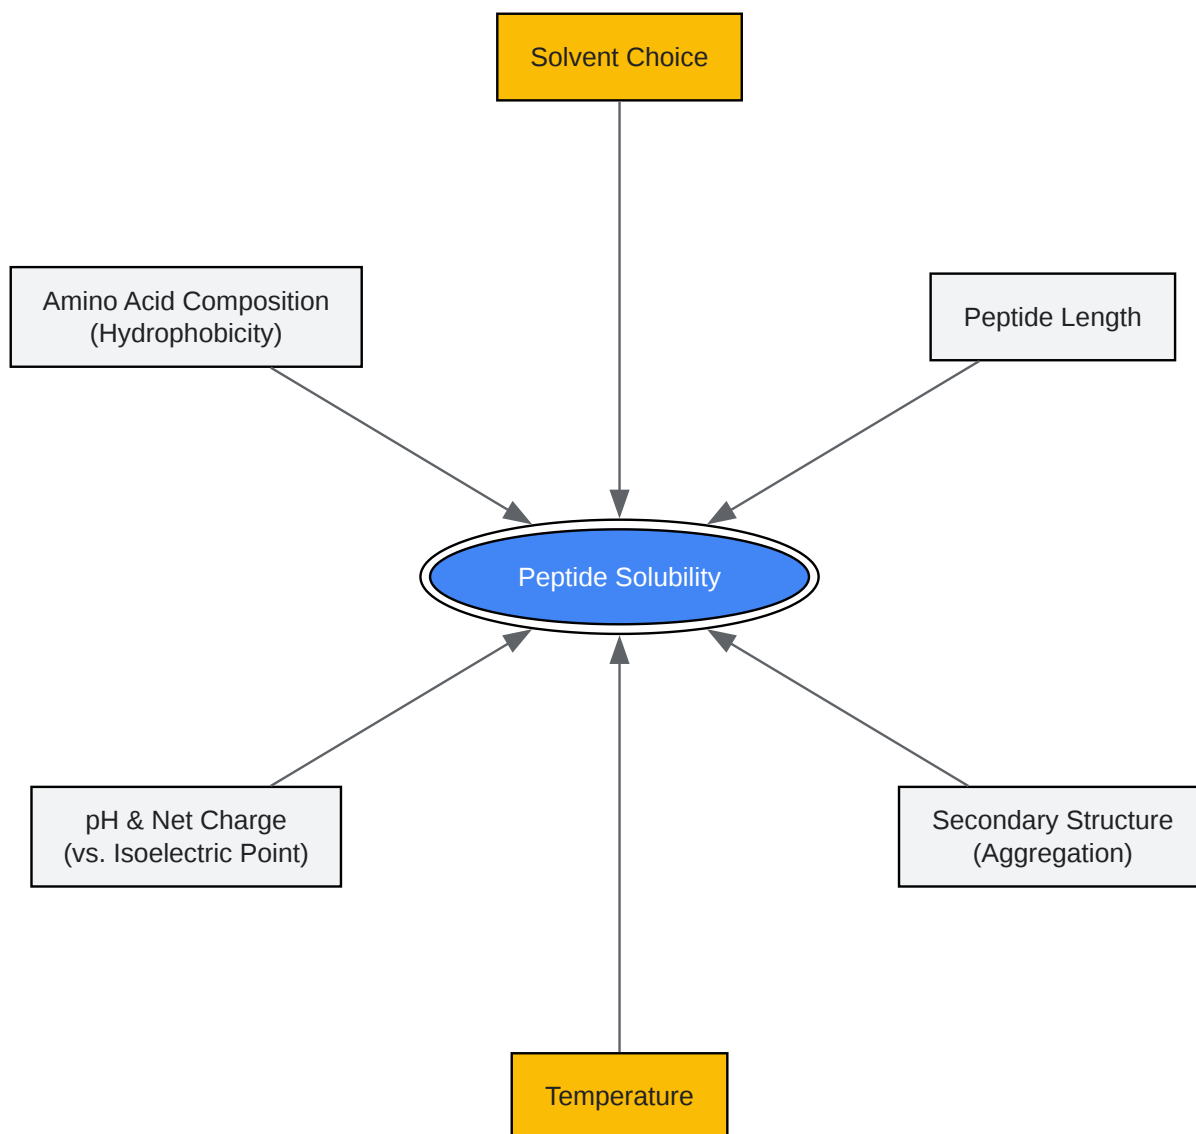 Solvent Choice
Amino Acid Composition
(Hydrophobicity)
Peptide Length
Peptide Solubility
pH & Net Charge
(vs. Isoelectric Point)
Secondary Structure
(Aggregation)
Temperature